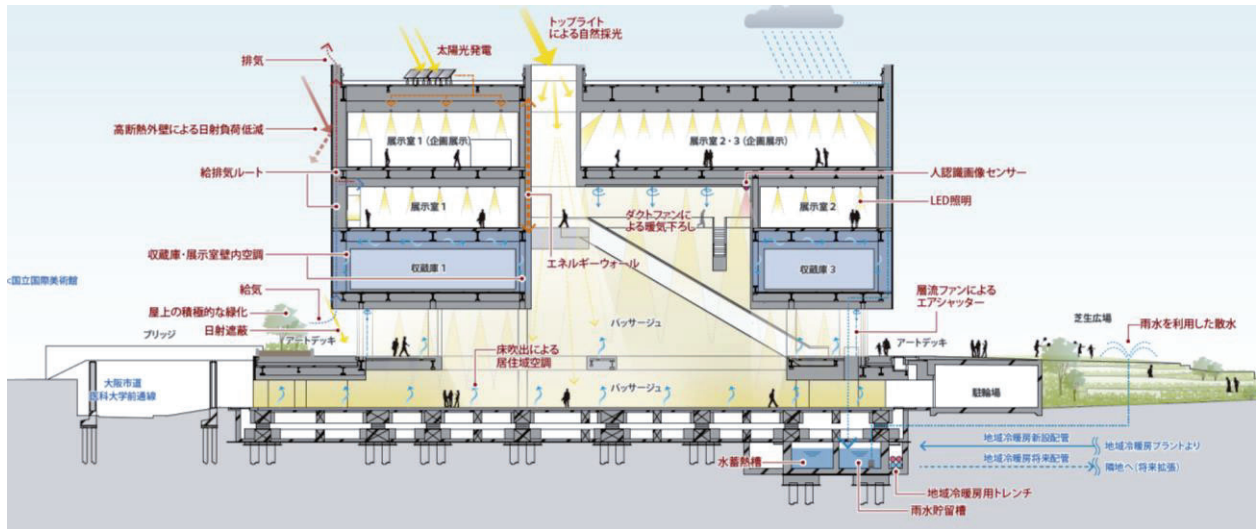 トップライト
による自然採光
太陽光発電
排気
高断熱外壁による日射負荷低減
展示室1(企画展示)
展示室2・3(企画展示)
給排気ルート
人認識画像センサー
展示室1
展示室2
LED照明
ダクトファンに
よる暖気下ろし
収蔵庫・展示室壁内空調
エネルギーウォール
収蔵庫1
収蔵庫3
国立国際美術館
給気
層流ファンによる
エアシャッター
屋上の積極的な緑化
芝生広場
雨水を利用した散水
ブリッジ
日射遮蔽
アートデッキ
パッサージュ
アートデッキ
床吹出による
居住域空調
大阪市道
医科大学前通線
パッサージュ
駐輪場
地域冷暖房新設配管
地域冷暖房プラントより
水蓄熱槽
地域冷暖房将来配管
隣地へ(将来拡張)
地域冷暖房用トレンチ
雨水貯留槽